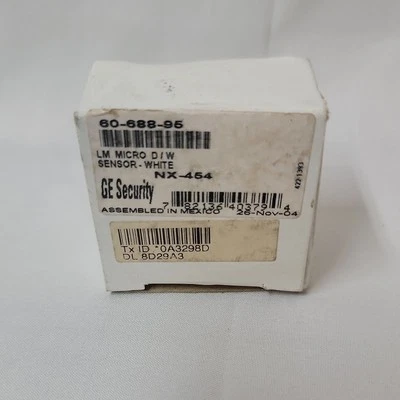 60-688-95
LM MICRO D/W
SENSOR-WHITE
NX-454
GE Security
7 82136 40379 4
ASSEMBLED IN MEXICO 26-Nov-04
Tx ID *0A3298D
DL 8D29A3